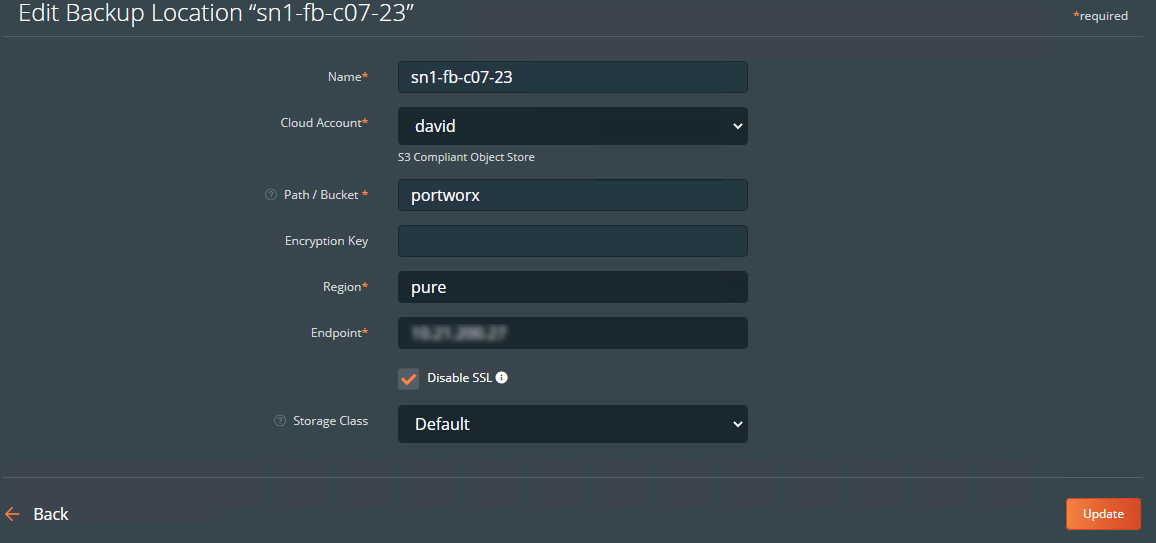 Edit Backup Location “sn1-fb-c07-23”
*required
Name*
sn1-fb-c07-23
Cloud Account*
david
S3 Compliant Object Store
Path / Bucket *
portworx
Encryption Key
Region*
pure
Endpoint*
Disable SSL
Storage Class
Default
Back
Update